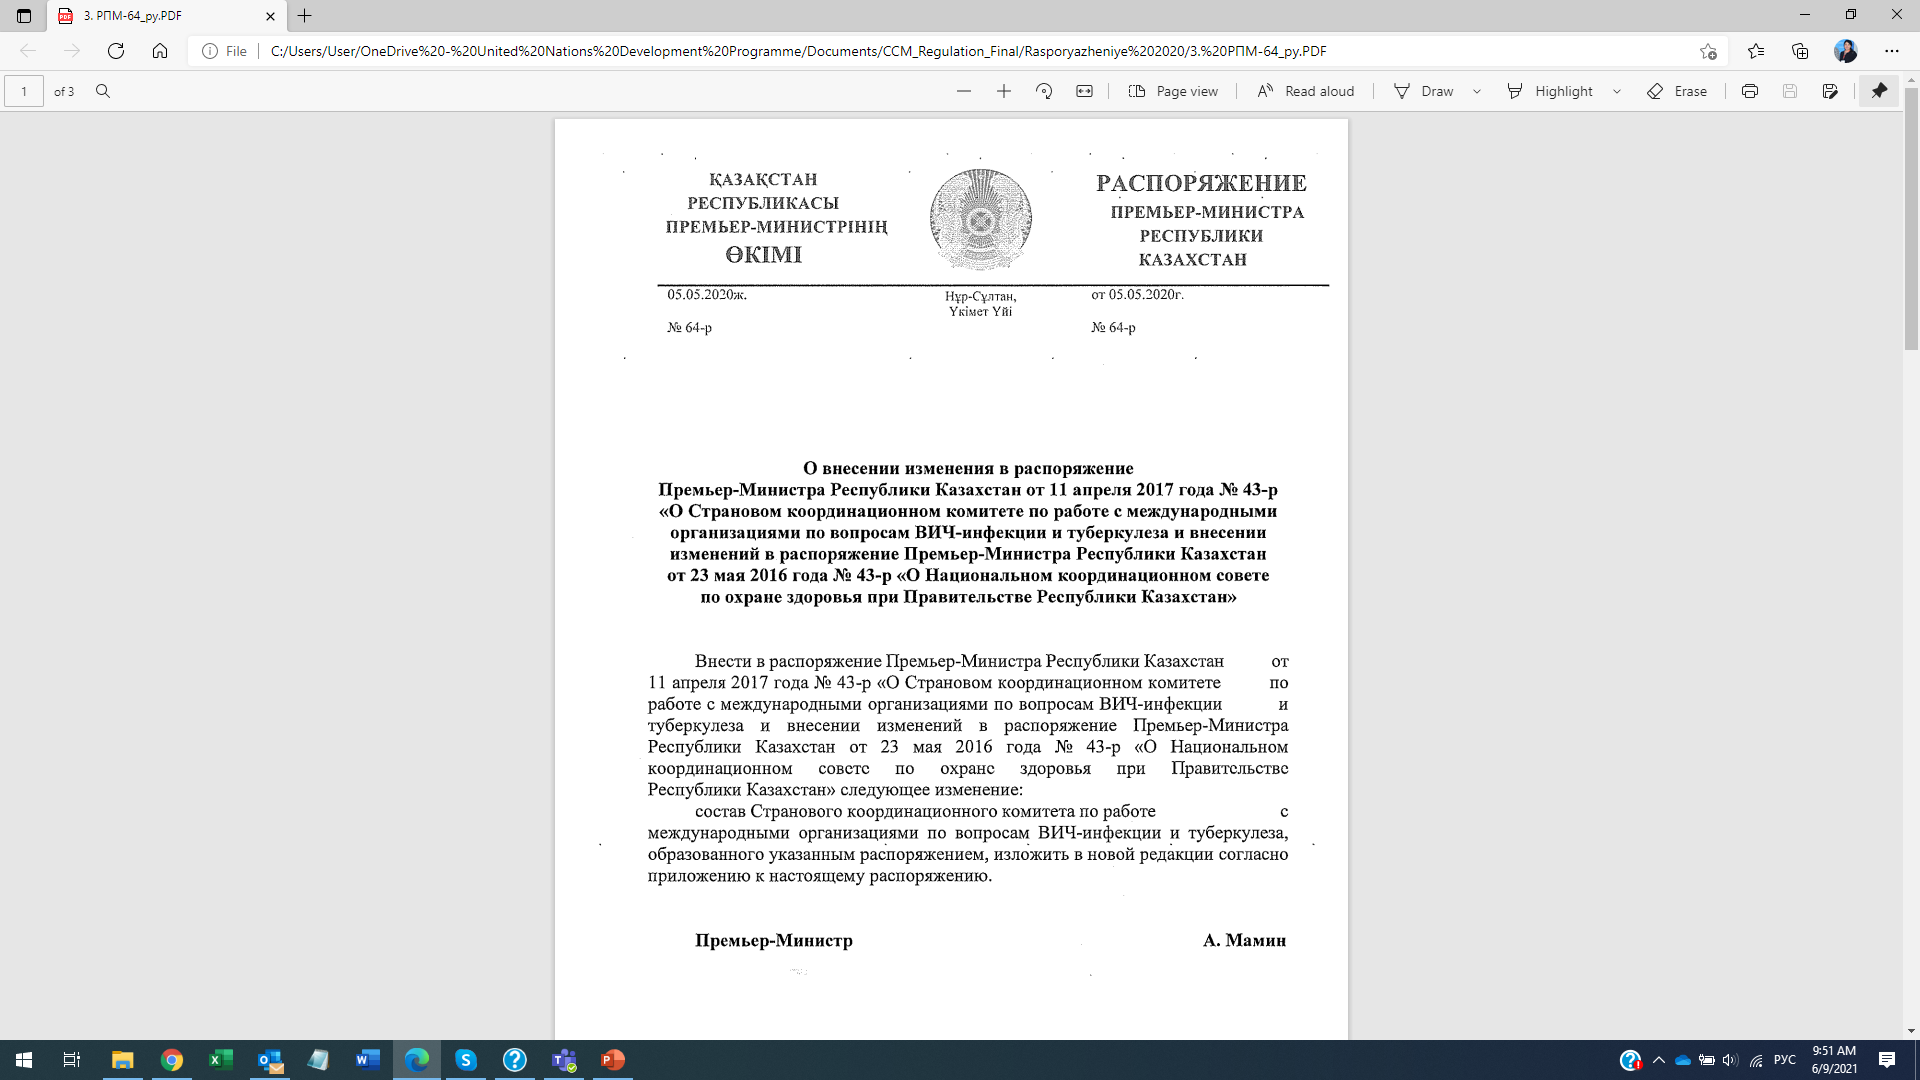 3. РПМ-64_ру.PDF
File
C:/Users/User/OneDrive%20-%20United%20Nations%20Development%20Programme/Documents/CCM_Regulation_Final/Rasporyazheniye%202020/3.%20РПМ-64_ру.PDF
1 of 3
Page view
Read aloud
Draw
Highlight
Erase
ҚАЗАҚСТАН
РЕСПУБЛИКАСЫ
ПРЕМЬЕР-МИНИСТРІНІҢ
ӨКІМІ
РАСПОРЯЖЕНИЕ
ПРЕМЬЕР-МИНИСТРА
РЕСПУБЛИКИ
КАЗАХСТАН
05.05.2020ж.
Нұр-Сұлтан,
Үкімет Үйі
от 05.05.2020г.
№ 64-р
№ 64-р
О внесении изменения в распоряжение
Премьер-Министра Республики Казахстан от 11 апреля 2017 года № 43-р
«О Страновом координационном комитете по работе с международными
организациями по вопросам ВИЧ-инфекции и туберкулеза и внесении
изменений в распоряжение Премьер-Министра Республики Казахстан
от 23 мая 2016 года № 43-р «О Национальном координационном совете
по охране здоровья при Правительстве Республики Казахстан»
Внести в распоряжение Премьер-Министра Республики Казахстан от
11 апреля 2017 года № 43-р «О Страновом координационном комитете по
работе с международными организациями по вопросам ВИЧ-инфекции и
туберкулеза и внесении изменений в распоряжение Премьер-Министра
Республики Казахстан от 23 мая 2016 года № 43-р «О Национальном
координационном совете по охране здоровья при Правительстве
Республики Казахстан» следующее изменение:
состав Странового координационного комитета по работе с
международными организациями по вопросам ВИЧ-инфекции и туберкулеза,
образованного указанным распоряжением, изложить в новой редакции согласно
приложению к настоящему распоряжению.
Премьер-Министр А. Мамин
РУС
9:51 AM
6/9/2021